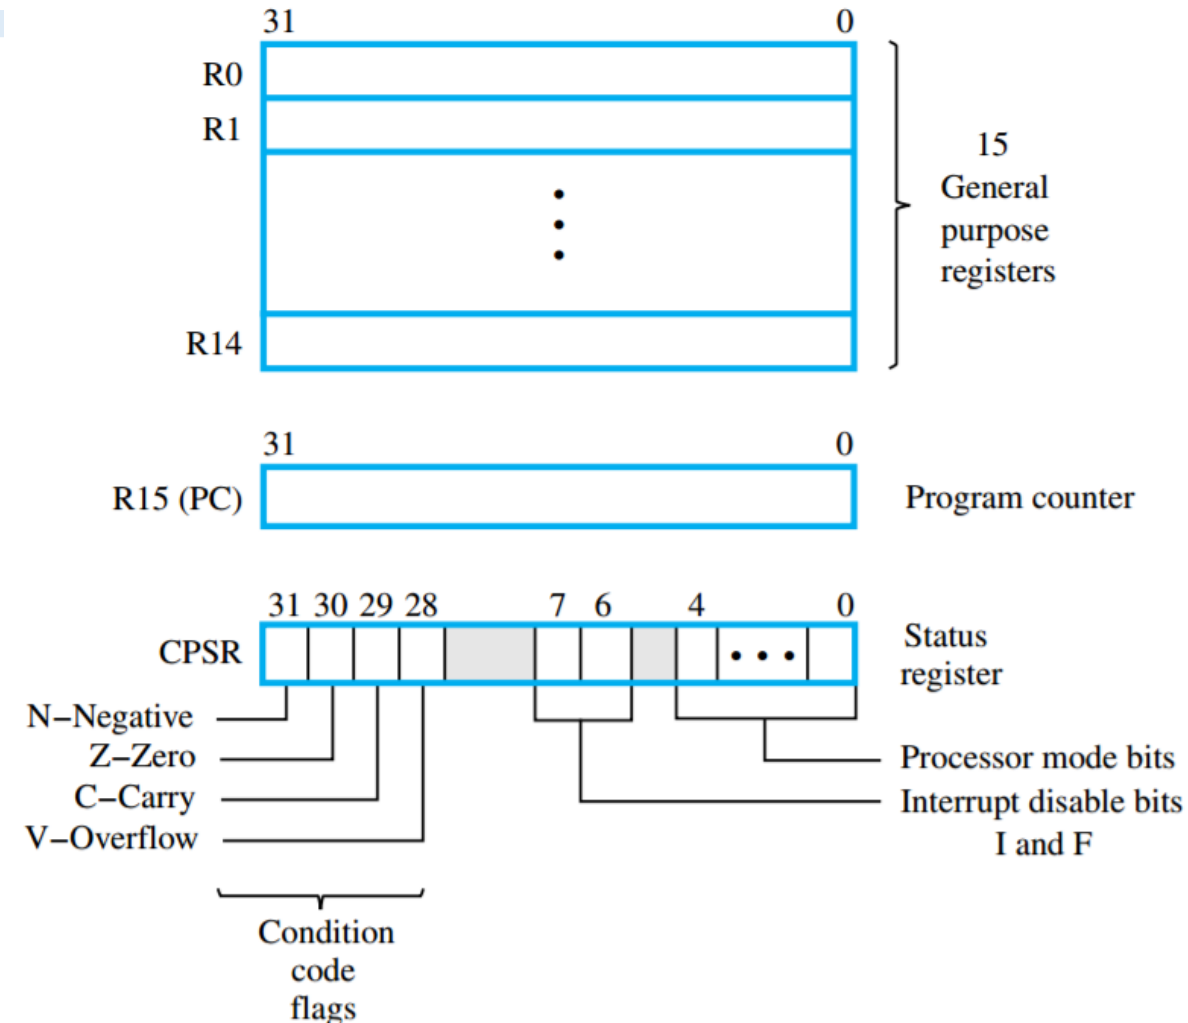 31 0
R0
R1
15
General
purpose
registers
R14
31 0
R15 (PC)
Program counter
31 30 29 28 7 6 4 0
CPSR
Status
register
N–Negative
Z–Zero
C–Carry
V–Overflow
Processor mode bits
Interrupt disable bits
I and F
Condition
code
flags